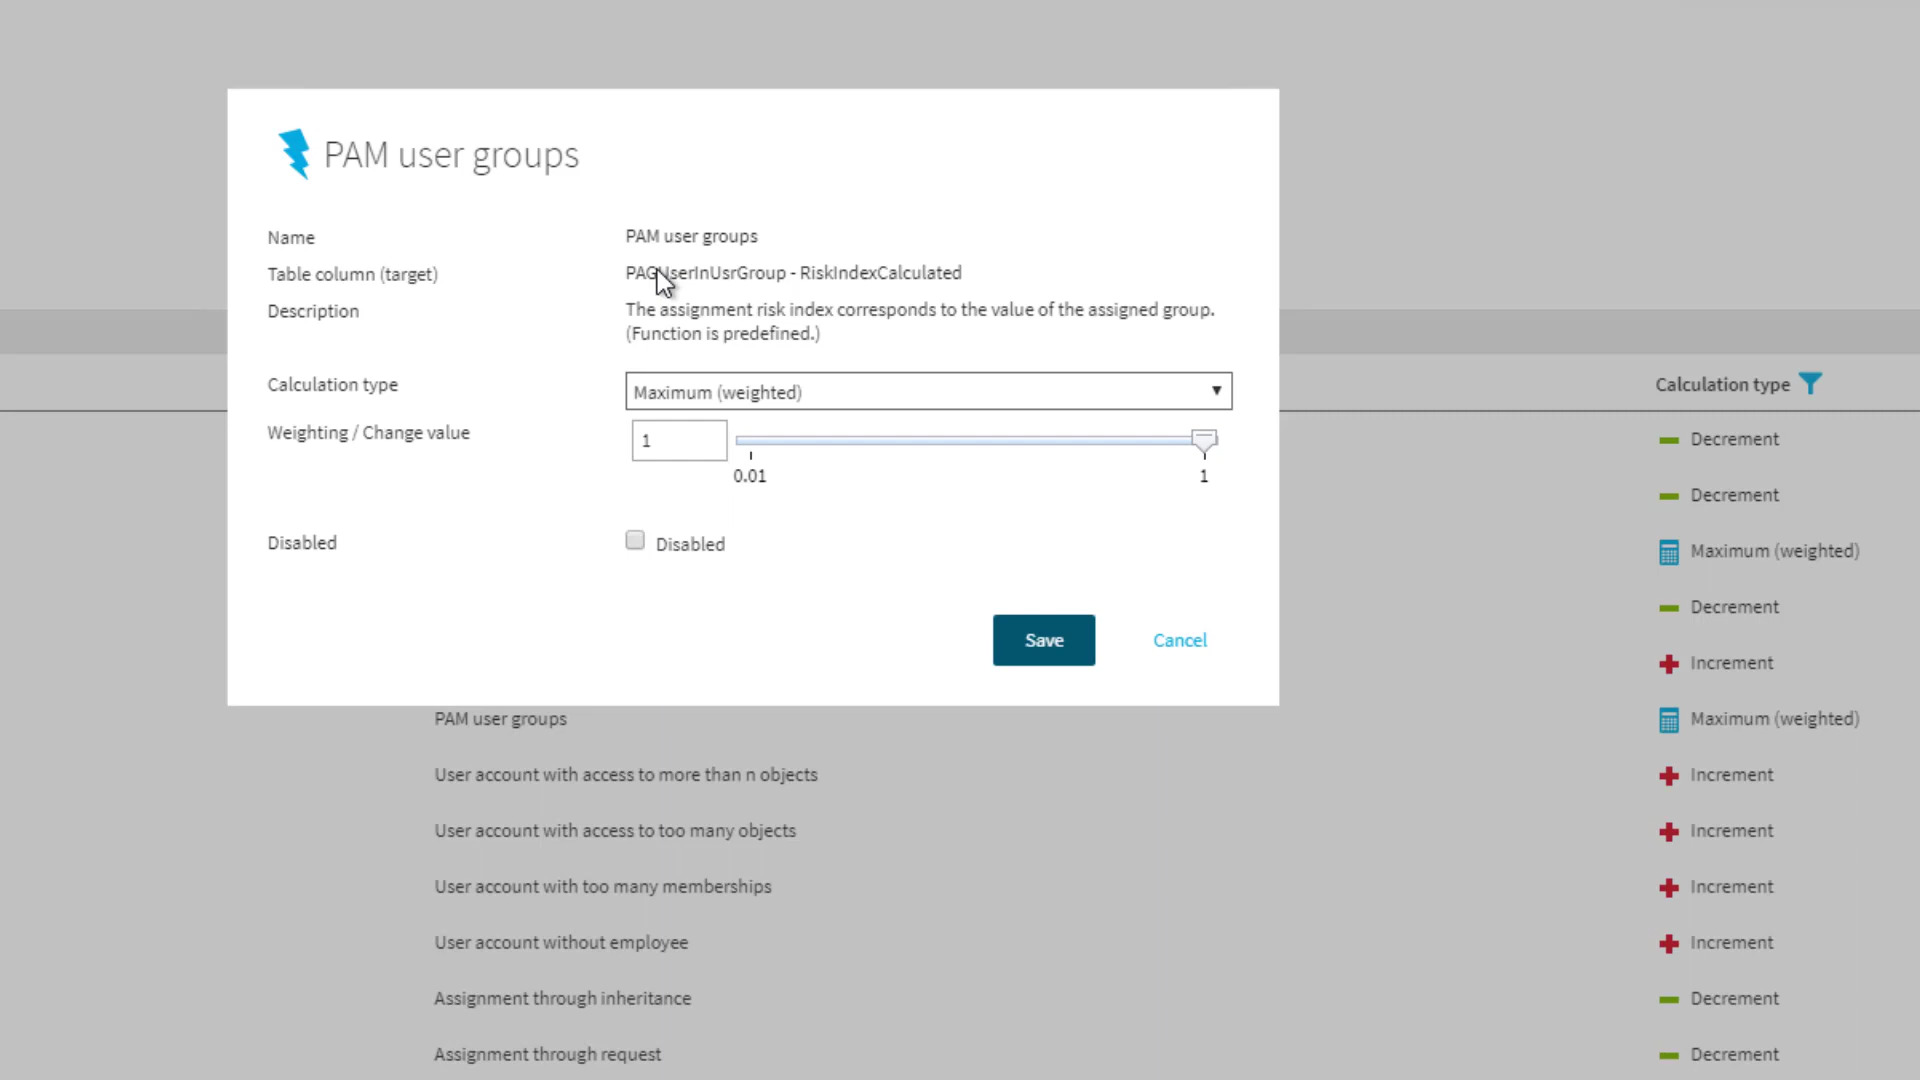 PAM user groups
Name
PAM user groups
Table column (target)
PAGUserInUsrGroup - RiskIndexCalculated
Description
The assignment risk index corresponds to the value of the assigned group.
(Function is predefined.)
Calculation type
Maximum (weighted)
Weighting / Change value
1
0.01
1
Disabled
Disabled
Save
Cancel
Calculation type
Decrement
Decrement
Maximum (weighted)
Decrement
Increment
PAM user groups
Maximum (weighted)
User account with access to more than n objects
Increment
User account with access to too many objects
Increment
User account with too many memberships
Increment
User account without employee
Increment
Assignment through inheritance
Decrement
Assignment through request
Decrement